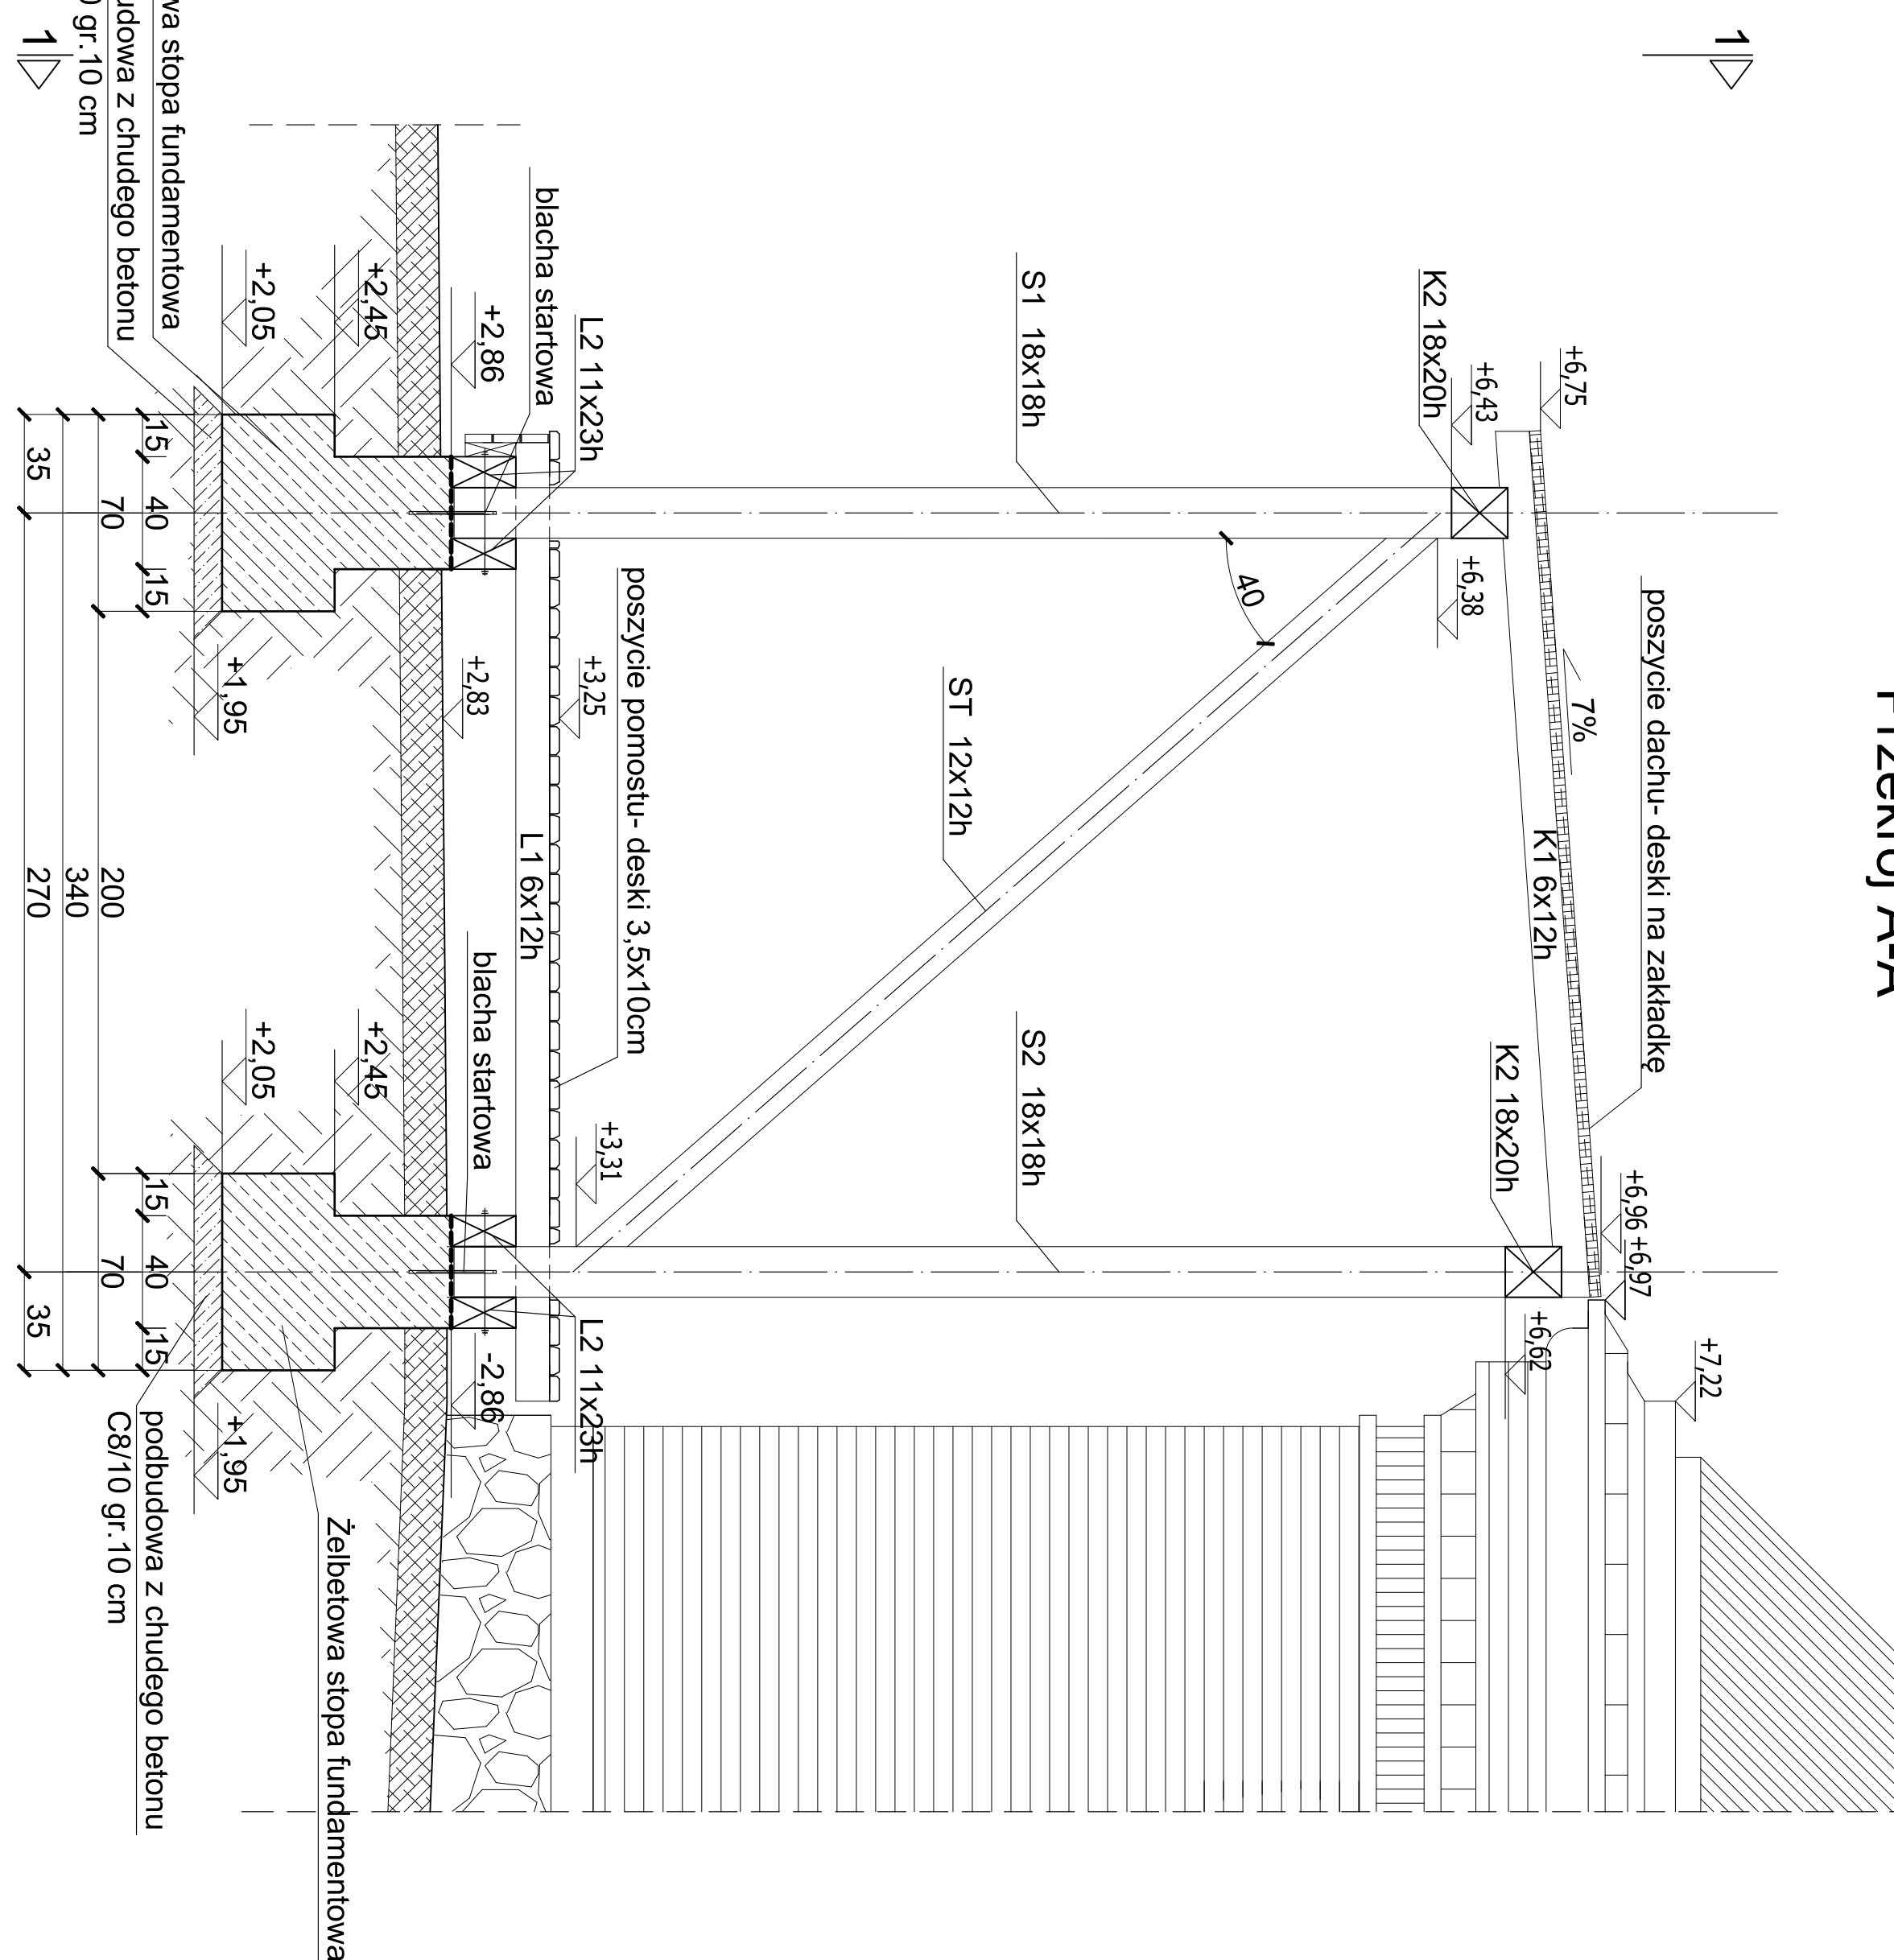 Przekrój A-A
1
1
+7,22
poszycie dachu- deski na zakładkę
+6,96
+6,97
7%
+6,75
K1 6x12h
+6,62
K2 18x20h
+6,43
+6,38
K2 18x20h
40
S1 18x18h
S2 18x18h
ST 12x12h
poszycie pomostu- deski 3,5x10cm
+3,31
+3,25
L2 11x23h
L2 11x23h
blacha startowa
L1 6x12h
+2,86
+2,83
blacha startowa
-2,86
+2,45
+2,45
Żelbetowa stopa fundamentowa
+2,05
+1,95
+2,05
+1,95
wa stopa fundamentowa
udowa z chudego betonu
0 gr.10 cm
podbudowa z chudego betonu
C8/10 gr.10 cm
15 40 15 15 40 15
70 200 70
340
35 270 35